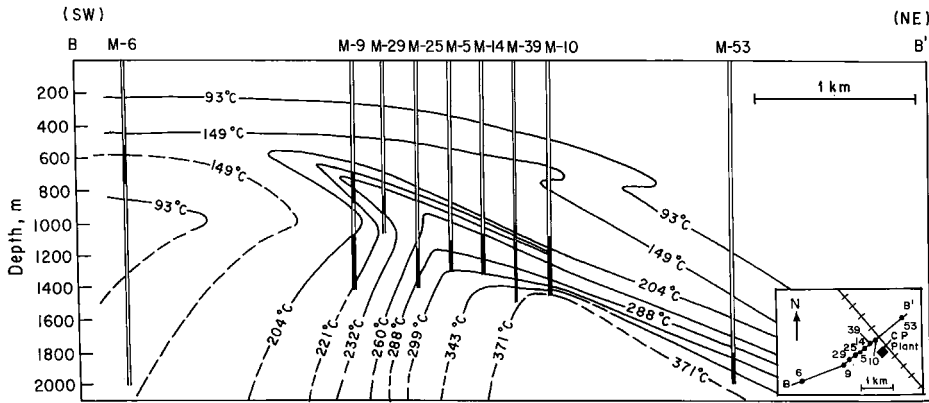 (SW) (NE)
B M-6 M-9 M-29 M-25 M-5 M-14 M-39 M-10 M-53 B'
Depth, m
200
400
600
800
1000
1200
1400
1600
1800
2000
93°C
149°C
149°C
93°C
204°C
221°C
232°C
260°C
288°C
299°C
343°C
371°C
93°C
149°C
204°C
288°C
371°C
1 km
N
B'
53
39
14
25
29
5
10
9
6
B
C P
Plant
1 km